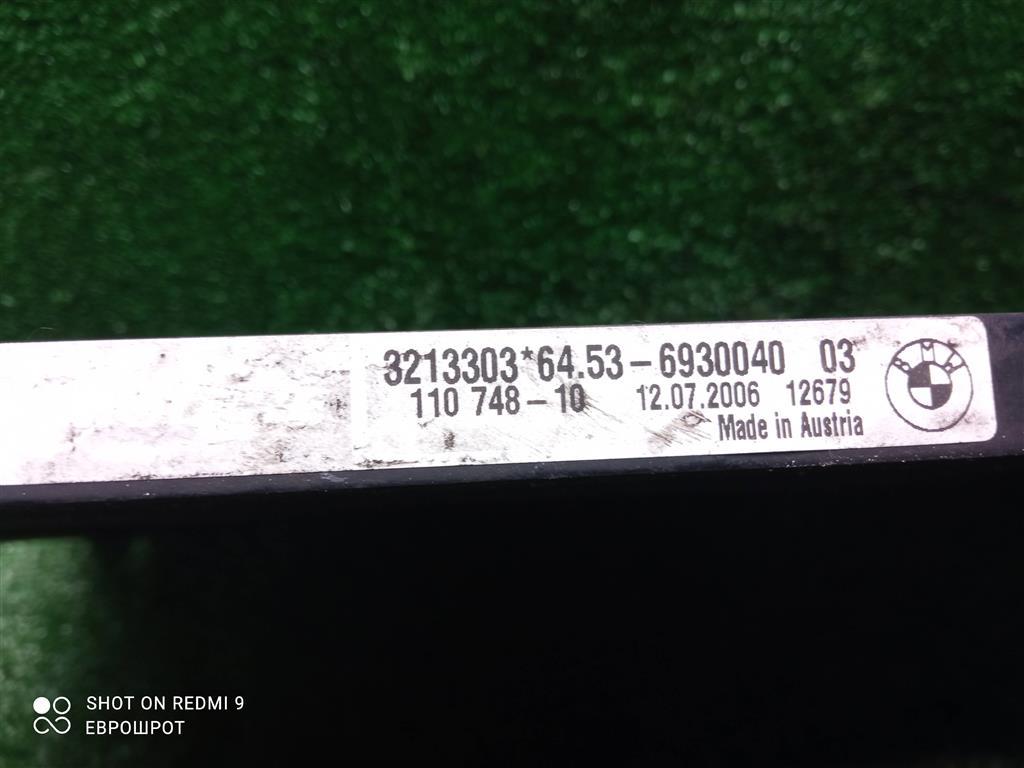 3213303*64.53-6930040 03
110 748-10 12.07.2006 12679
Made in Austria
SHOT ON REDMI 9
ЕВРОШРОТ